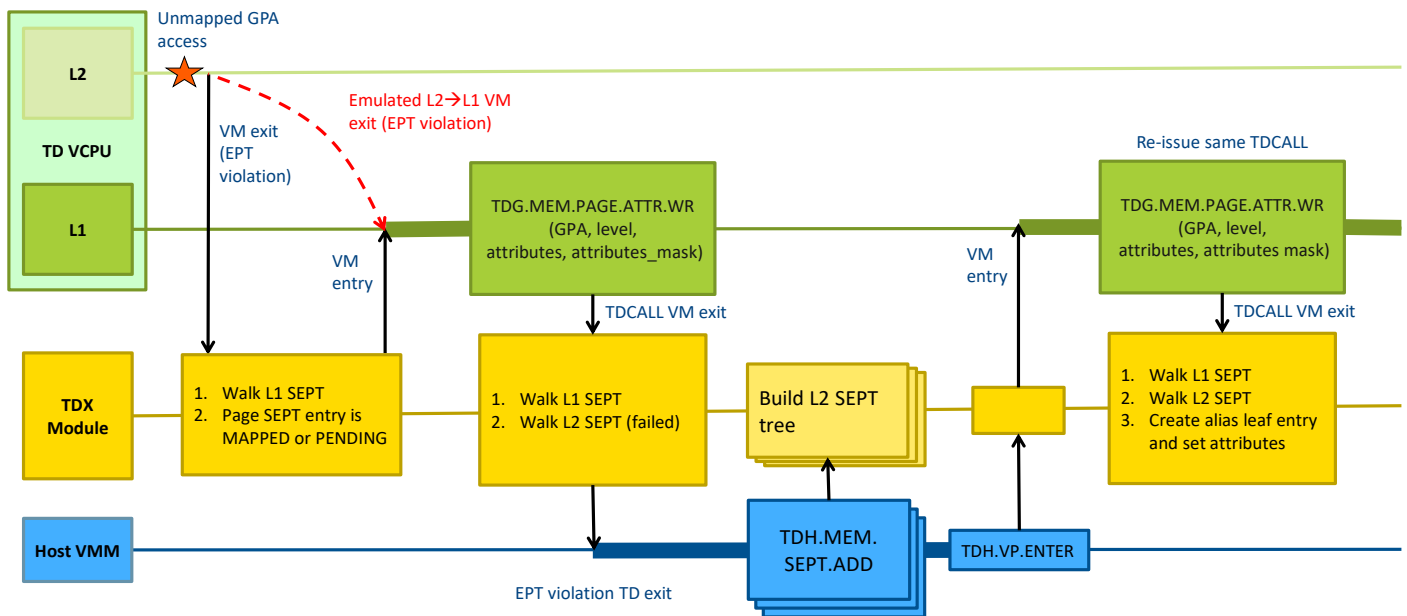 Unmapped GPA
access
L2
TD VCPU
L1
VM exit
(EPT
violation)
Emulated L2→L1 VM
exit (EPT violation)
VM
entry
TDG.MEM.PAGE.ATTR.WR
(GPA, level,
attributes, attributes_mask)
TDCALL VM exit
VM
entry
Re-issue same TDCALL
TDG.MEM.PAGE.ATTR.WR
(GPA, level,
attributes, attributes mask)
TDCALL VM exit
TDX
Module
1. Walk L1 SEPT
2. Page SEPT entry is
MAPPED or PENDING
1. Walk L1 SEPT
2. Walk L2 SEPT (failed)
Build L2 SEPT
tree
1. Walk L1 SEPT
2. Walk L2 SEPT
3. Create alias leaf entry
and set attributes
Host VMM
EPT violation TD exit
TDH.MEM.
SEPT.ADD
TDH.VP.ENTER